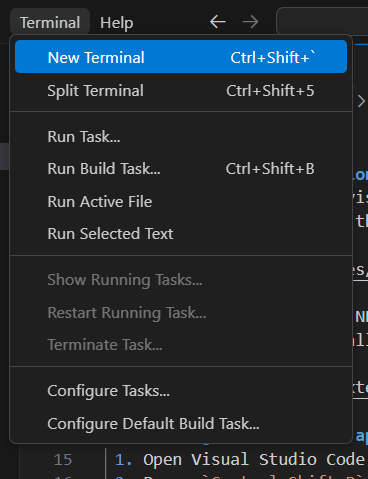 Terminal Help
New Terminal Ctrl+Shift+`
Split Terminal Ctrl+Shift+5
Run Task...
Run Build Task... Ctrl+Shift+B
Run Active File
Run Selected Text
Show Running Tasks...
Restart Running Task...
Terminate Task...
Configure Tasks...
Configure Default Build Task...
15 1. Open Visual Studio Code